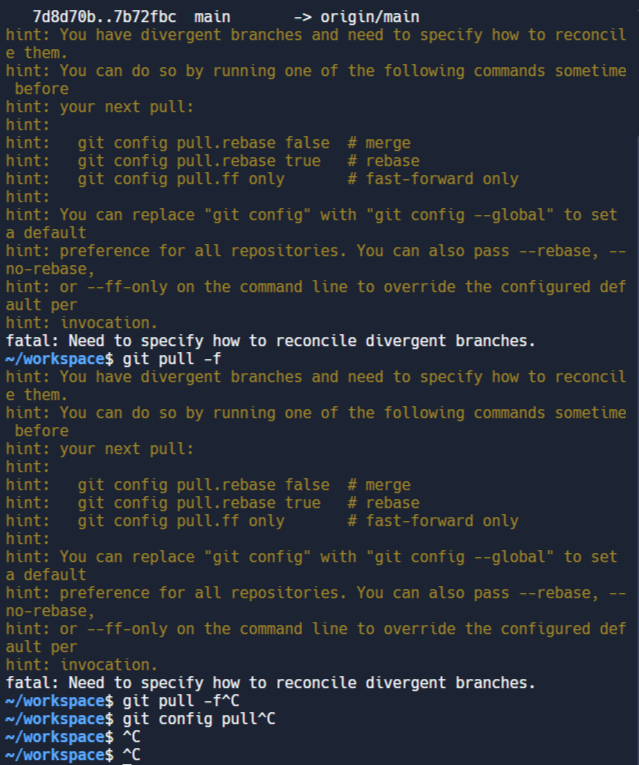 7d8d70b..7b72fbc  main       -> origin/main
hint: You have divergent branches and need to specify how to reconcil
e them.
hint: You can do so by running one of the following commands sometime
 before
hint: your next pull:
hint:
hint:   git config pull.rebase false  # merge
hint:   git config pull.rebase true   # rebase
hint:   git config pull.ff only       # fast-forward only
hint:
hint: You can replace "git config" with "git config --global" to set
a default
hint: preference for all repositories. You can also pass --rebase, --
no-rebase,
hint: or --ff-only on the command line to override the configured def
ault per
hint: invocation.
fatal: Need to specify how to reconcile divergent branches.
~/workspace$ git pull -f
hint: You have divergent branches and need to specify how to reconcil
e them.
hint: You can do so by running one of the following commands sometime
 before
hint: your next pull:
hint:
hint:   git config pull.rebase false  # merge
hint:   git config pull.rebase true   # rebase
hint:   git config pull.ff only       # fast-forward only
hint:
hint: You can replace "git config" with "git config --global" to set
a default
hint: preference for all repositories. You can also pass --rebase, --
no-rebase,
hint: or --ff-only on the command line to override the configured def
ault per
hint: invocation.
fatal: Need to specify how to reconcile divergent branches.
~/workspace$ git pull -f^C
~/workspace$ git config pull^C
~/workspace$ ^C
~/workspace$ ^C